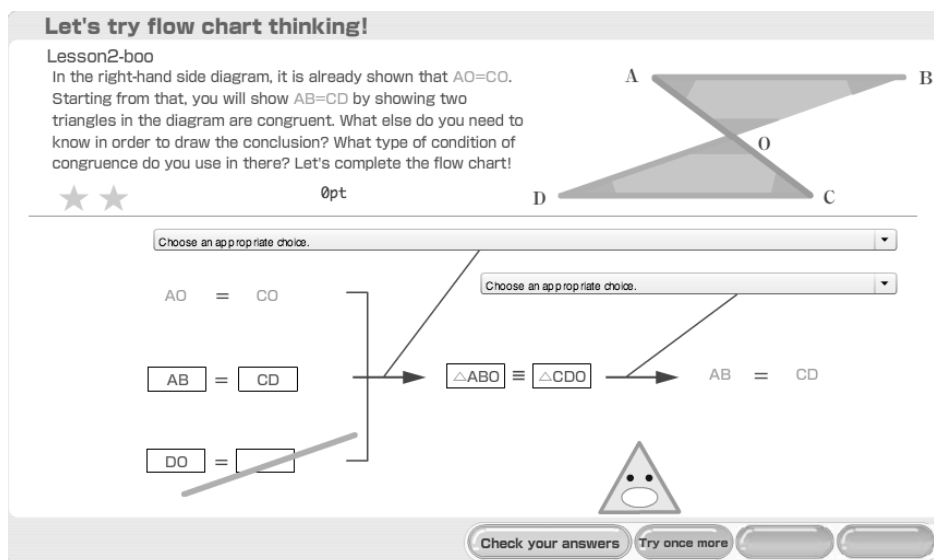 Let's try flow chart thinking!
Lesson2-boo
In the right-hand side diagram, it is already shown that AO=CO.
Starting from that, you will show AB=CD by showing two
triangles in the diagram are congruent. What else do you need to
know in order to draw the conclusion? What type of condition of
congruence do you use in there? Let's complete the flow chart!
0pt
A
B
O
D
C
Choose an appropriate choice.
Choose an appropriate choice.
AO = CO
AB = CD
△ABO ≡ △CDO
AB = CD
DO =
Check your answers
Try once more